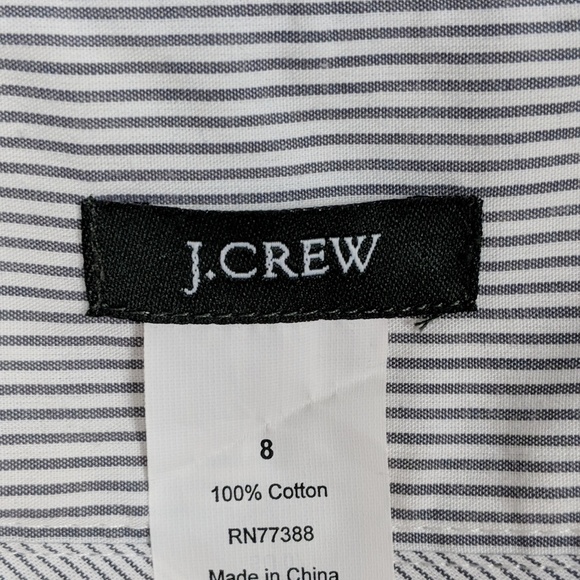 J.CREW
8
100% Cotton
RN77388
Made in China